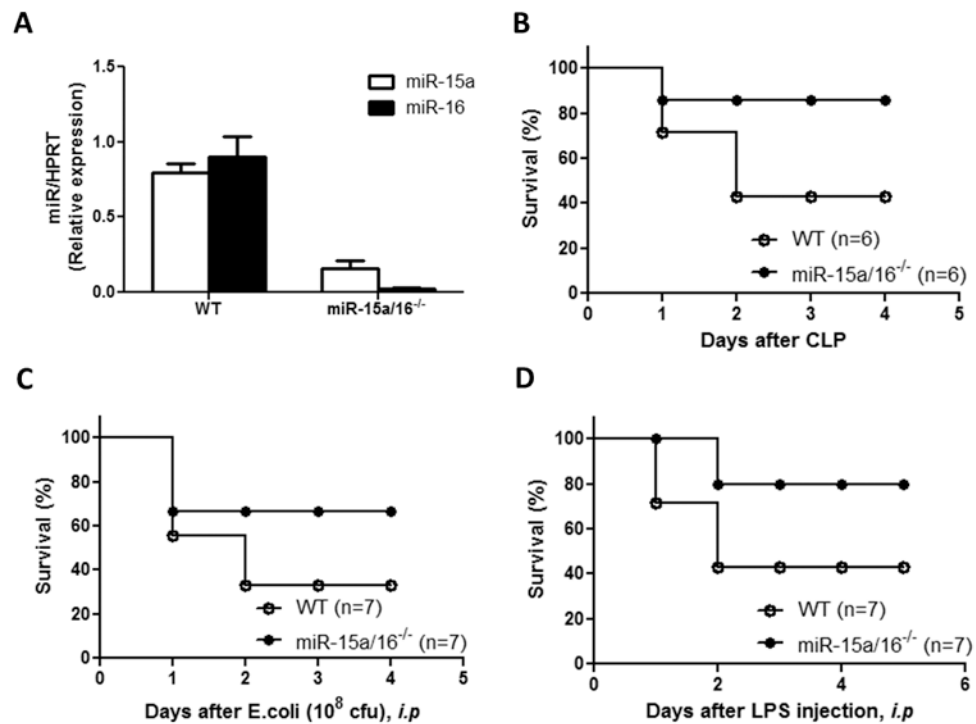 A
1.5
1.0
0.5
0.0
miR/HPRT
(Relative expression)
miR-15a
miR-16
WT
miR-15a/16-/-
B
100
80
60
40
20
0
Survival (%)
WT (n=6)
miR-15a/16-/- (n=6)
0 1 2 3 4 5
Days after CLP
C
100
80
60
40
20
0
Survival (%)
WT (n=7)
miR-15a/16-/- (n=7)
0 1 2 3 4 5
Days after E.coli (10^8 cfu), i.p
D
100
80
60
40
20
0
Survival (%)
WT (n=7)
miR-15a/16-/- (n=7)
0 2 4 6
Days after LPS injection, i.p